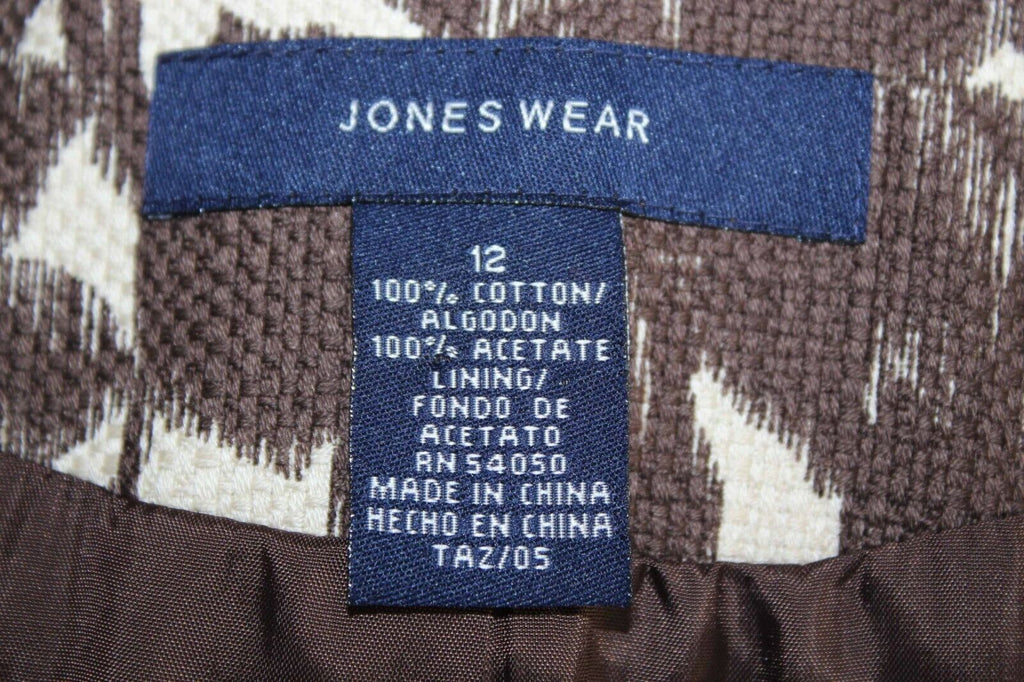 JONES WEAR
12
100% COTTON/
ALGODON
100% ACETATE
LINING/
FONDO DE
ACETATO
RN 54050
MADE IN CHINA
HECHO EN CHINA
TAZ/05